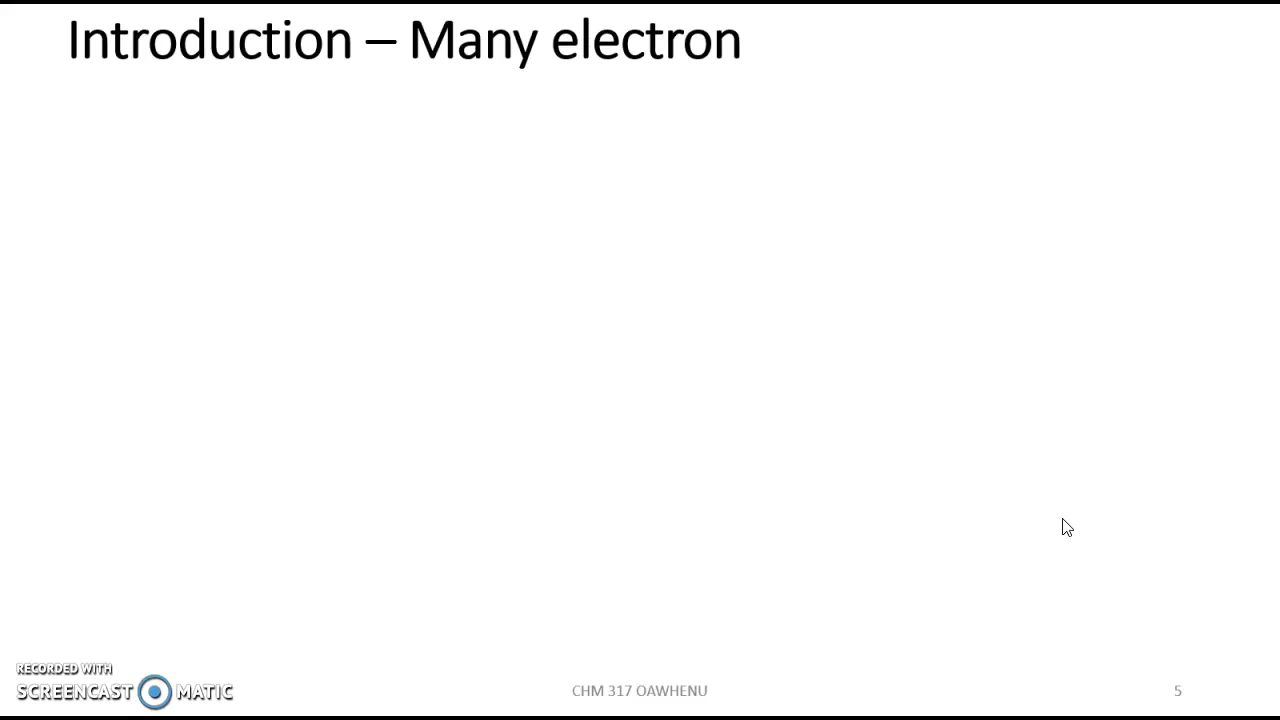 Introduction – Many electron
RECORDED WITH
SCREENCAST MATIC
CHM 317 OAWHENU
5